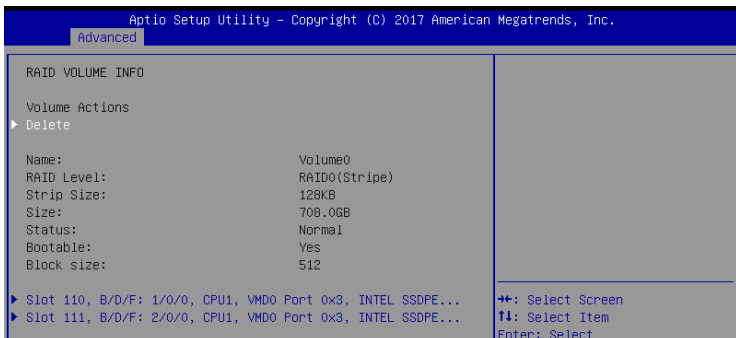 Aptio Setup Utility – Copyright (C) 2017 American Megatrends, Inc.
Advanced
RAID VOLUME INFO
Volume Actions
▶ Delete
Name: Volume0
RAID Level: RAID0(Stripe)
Strip Size: 128KB
Size: 708.0GB
Status: Normal
Bootable: Yes
Block size: 512
▶ Slot 110, B/D/F: 1/0/0, CPU1, VMD0 Port 0x3, INTEL SSDPE...
▶ Slot 111, B/D/F: 2/0/0, CPU1, VMD0 Port 0x3, INTEL SSDPE...
→←: Select Screen
↑↓: Select Item
Enter: Select